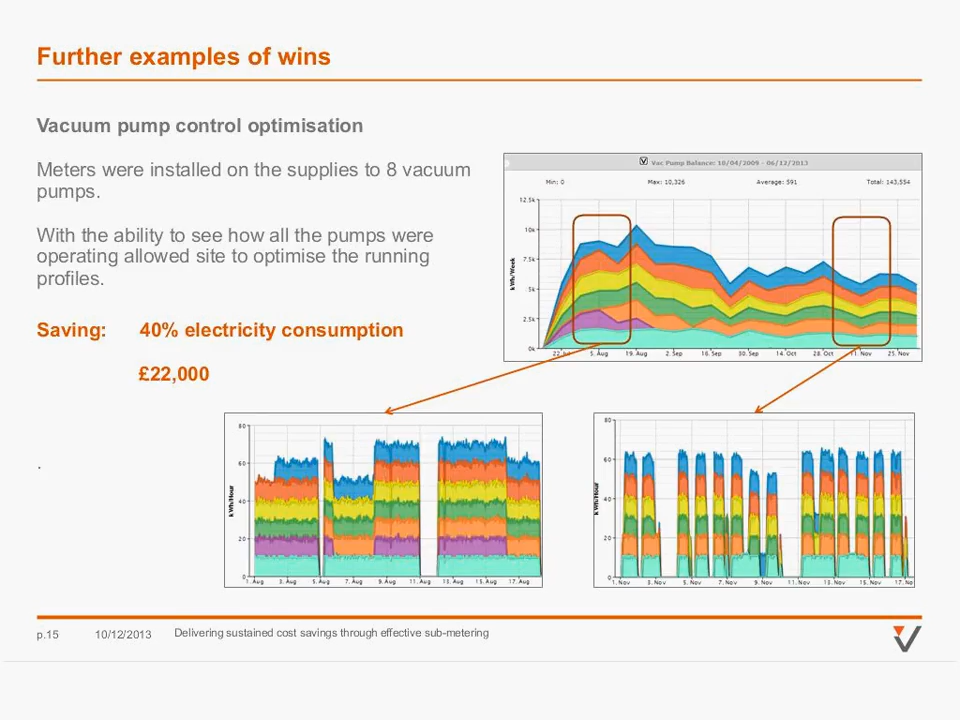 Further examples of wins
Vacuum pump control optimisation
Meters were installed on the supplies to 8 vacuum
pumps.
With the ability to see how all the pumps were
operating allowed site to optimise the running
profiles.
Saving: 40% electricity consumption
£22,000
.
Vac Pump Balance: 10/04/2009 - 06/12/2013
Min: 0 Max: 10,326 Average: 591 Total: 143,554
kWh/Week
12.5k
10k
7.5k
5k
2.5k
0k
22. Jul 5. Aug 19. Aug 2. Sep 16. Sep 30. Sep 14. Oct 28. Oct 11. Nov 25. Nov
kWh/Hour
80
60
40
20
0
1. Aug 3. Aug 5. Aug 7. Aug 9. Aug 11. Aug 13. Aug 15. Aug 17. Aug
kWh/Hour
80
60
40
20
0
1. Nov 3. Nov 5. Nov 7. Nov 9. Nov 11. Nov 13. Nov 15. Nov 17. No
p.15 10/12/2013 Delivering sustained cost savings through effective sub-metering